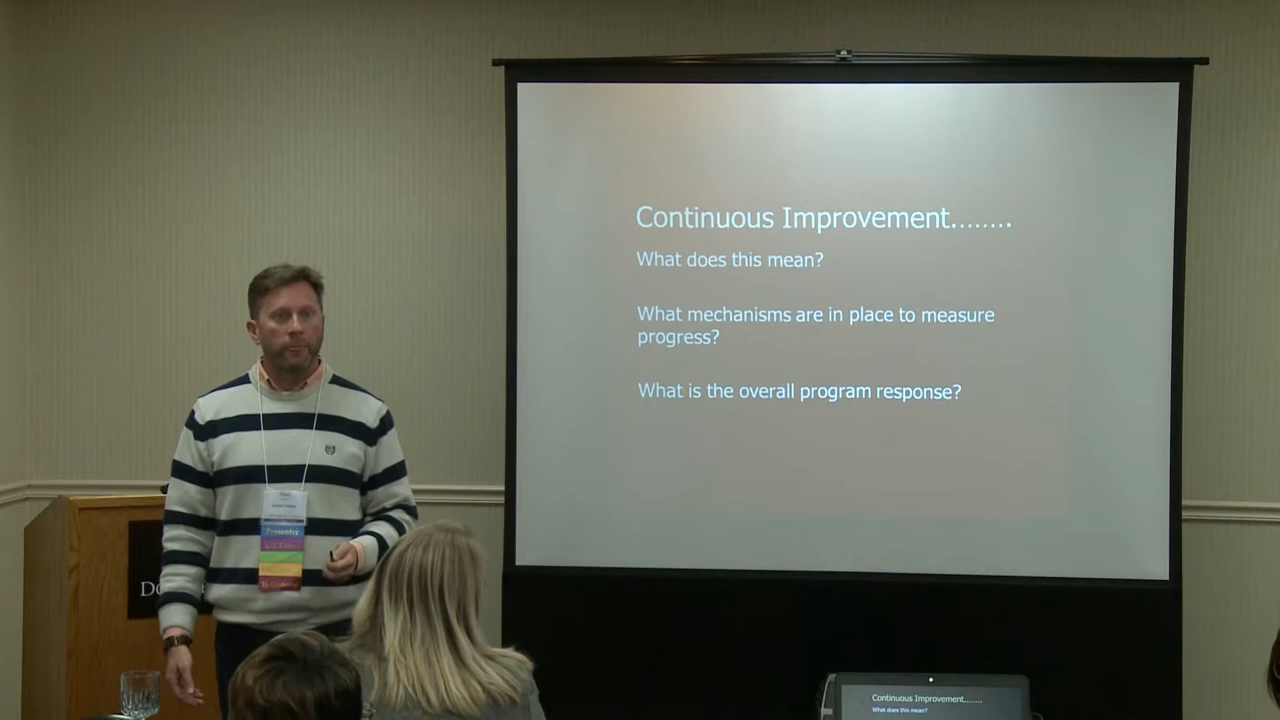 Continuous Improvement........
What does this mean?
What mechanisms are in place to measure
progress?
What is the overall program response?
Presenter
Do
Continuous Improvement........
What does this mean?